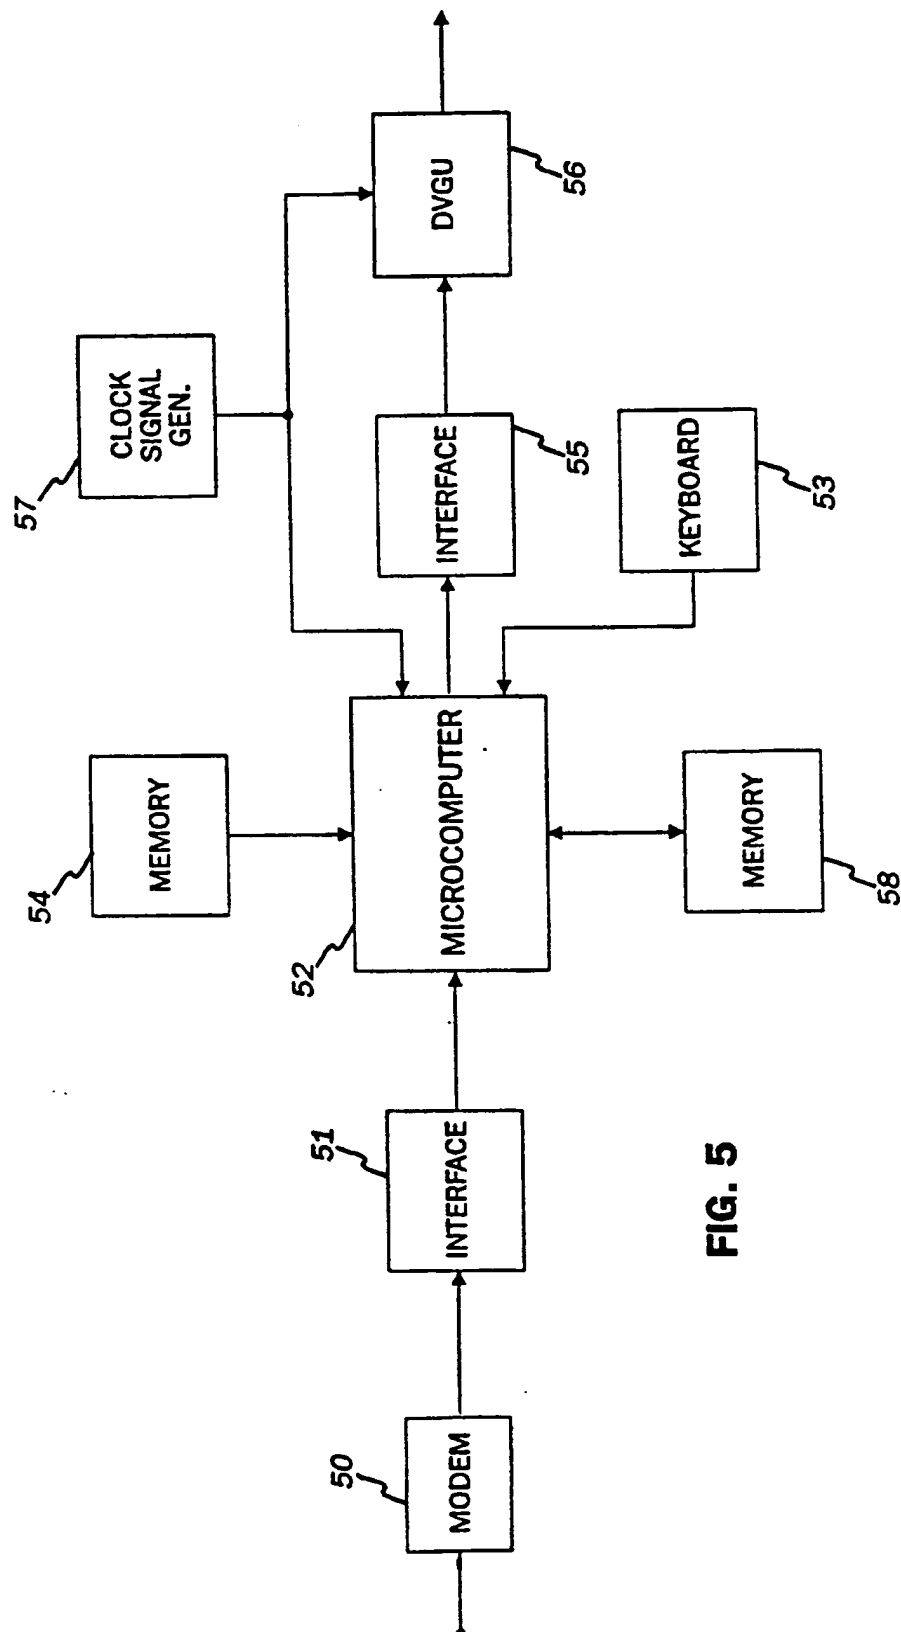 57
CLOCK
SIGNAL
GEN.
54
MEMORY
50
MODEM
51
INTERFACE
52
MICROCOMPUTER
INTERFACE
55
DVGU
56
MEMORY
58
KEYBOARD
53
FIG. 5